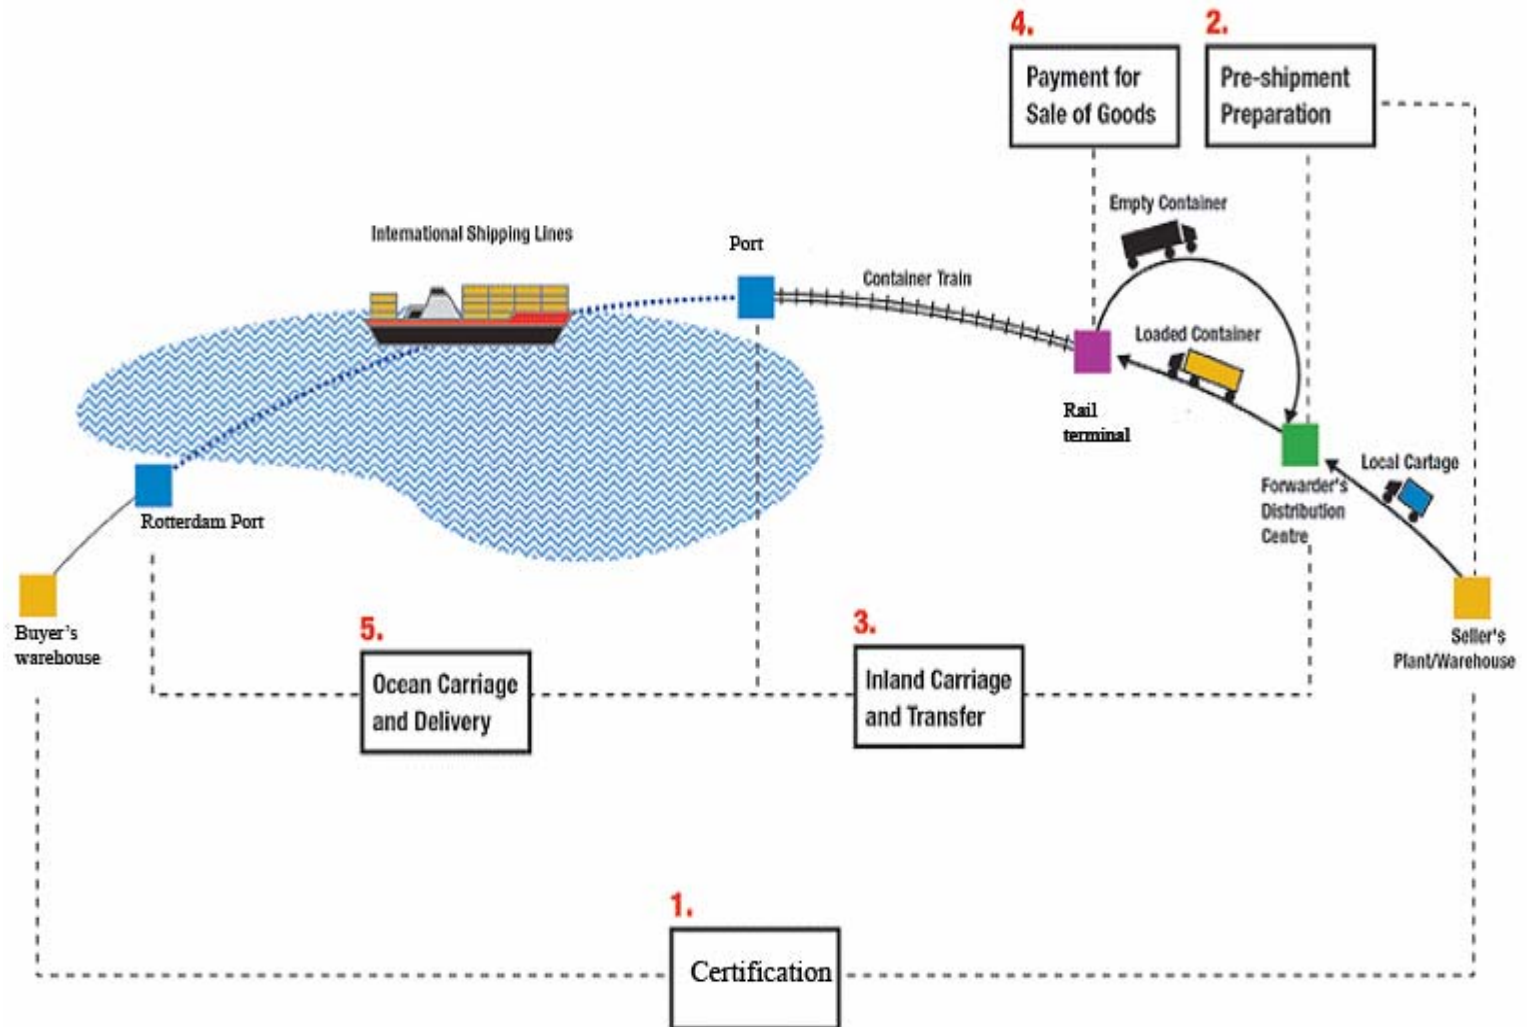 4.
Payment for
Sale of Goods
2.
Pre-shipment
Preparation
Empty Container
International Shipping Lines
Port
Container Train
Loaded Container
Rail
terminal
Local Cartage
Forwarder's
Distribution
Centre
Rotterdam Port
Buyer's
warehouse
Seller's
Plant/Warehouse
5.
Ocean Carriage
and Delivery
3.
Inland Carriage
and Transfer
1.
Certification